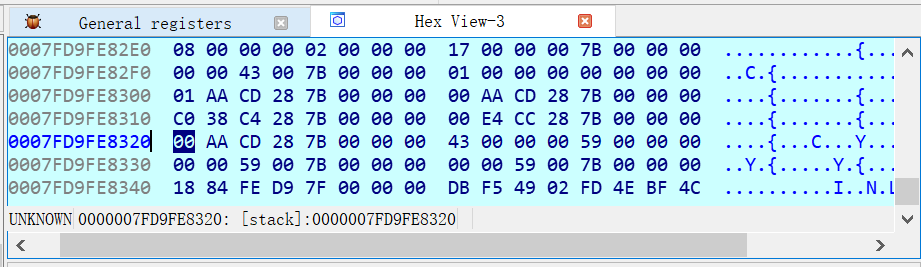 General registers Hex View-3
0007FD9FE82E0 08 00 00 00 02 00 00 00 17 00 00 00 7B 00 00 00 ............{...
0007FD9FE82F0 00 00 43 00 7B 00 00 00 01 00 00 00 00 00 00 00 ..C.{...........
0007FD9FE8300 01 AA CD 28 7B 00 00 00 00 AA CD 28 7B 00 00 00 ....{.......{...
0007FD9FE8310 C0 38 C4 28 7B 00 00 00 00 E4 CC 28 7B 00 00 00 ....{.......{...
0007FD9FE8320 00 AA CD 28 7B 00 00 00 43 00 00 00 59 00 00 00 ....{...C...Y...
0007FD9FE8330 00 00 59 00 7B 00 00 00 00 00 59 00 7B 00 00 00 ..Y.{.....Y.{...
0007FD9FE8340 18 84 FE D9 7F 00 00 00 DB F5 49 02 FD 4E BF 4C ..........I..N.L
UNKNOWN 0000007FD9FE8320: [stack]:0000007FD9FE8320